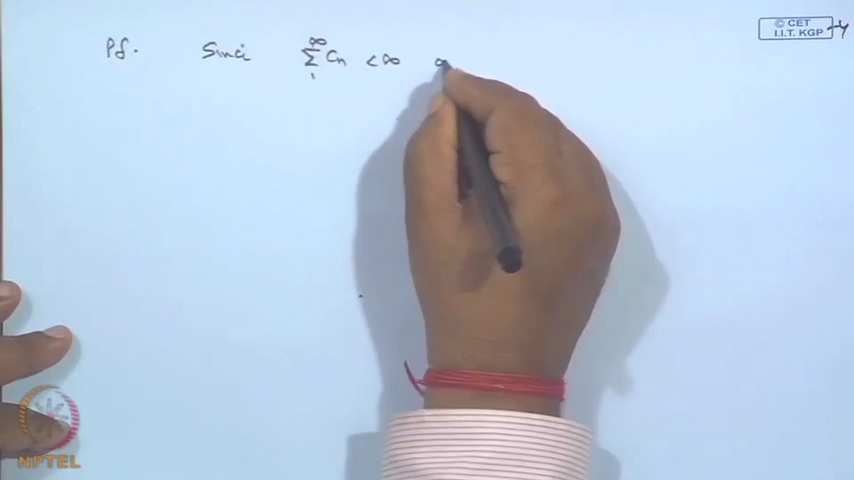 © CET
I.I.T. KGP
Pf. Since ∞ Σ 1 Cn < ∞
NPTEL